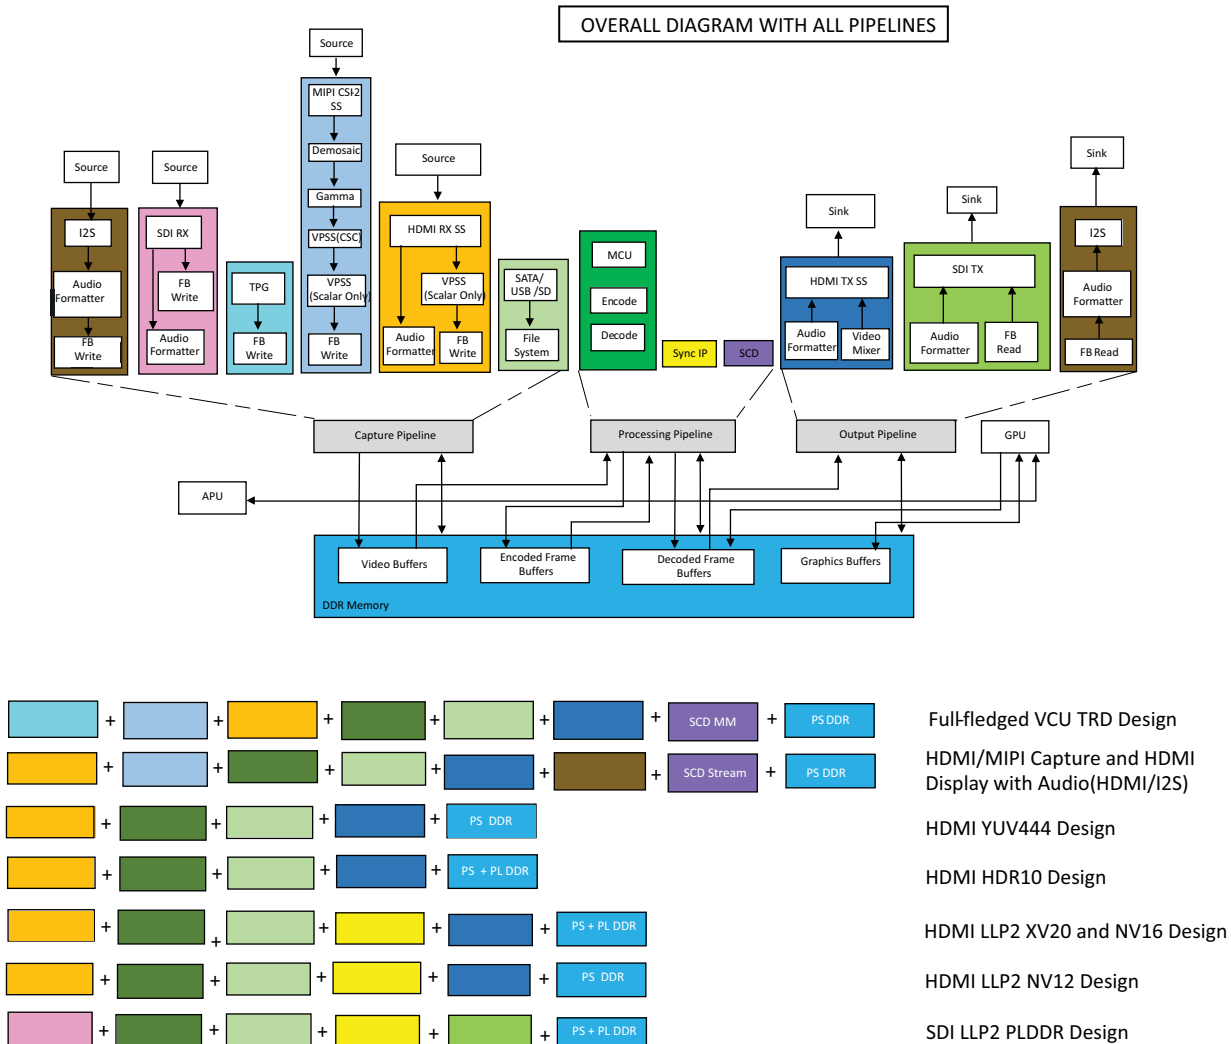 OVERALL DIAGRAM WITH ALL PIPELINES
Source
MIPI CSI-2
SS
Demosaic
Gamma
VPSS(CSC)
VPSS
(Scalar Only)
FB
Write
Source
I2S
Audio
Formatter
FB
Write
Source
SDI RX
FB
Write
Audio
Formatter
TPG
FB
Write
Source
HDMI RX SS
VPSS
(Scalar Only)
Audio
Formatter
FB
Write
SATA/
USB /SD
File
System
MCU
Encode
Decode
Sync IP
SCD
Sink
HDMI TX SS
Audio
Formatter
Video
Mixer
Sink
SDI TX
Audio
Formatter
FB
Read
Sink
I2S
Audio
Formatter
FB Read
Capture Pipeline
Processing Pipeline
Output Pipeline
GPU
APU
Video Buffers
Encoded Frame
Buffers
Decoded Frame
Buffers
Graphics Buffers
DDR Memory
+ + + + + + SCD MM + PS DDR Full-fledged VCU TRD Design
+ + + + + + SCD Stream + PS DDR HDMI/MIPI Capture and HDMI
Display with Audio(HDMI/I2S)
+ + + + PS DDR HDMI YUV444 Design
+ + + + PS + PL DDR HDMI HDR10 Design
+ + + + + PS + PL DDR HDMI LLP2 XV20 and NV16 Design
+ + + + + PS DDR HDMI LLP2 NV12 Design
+ + + + + PS + PL DDR SDI LLP2 PLDDR Design